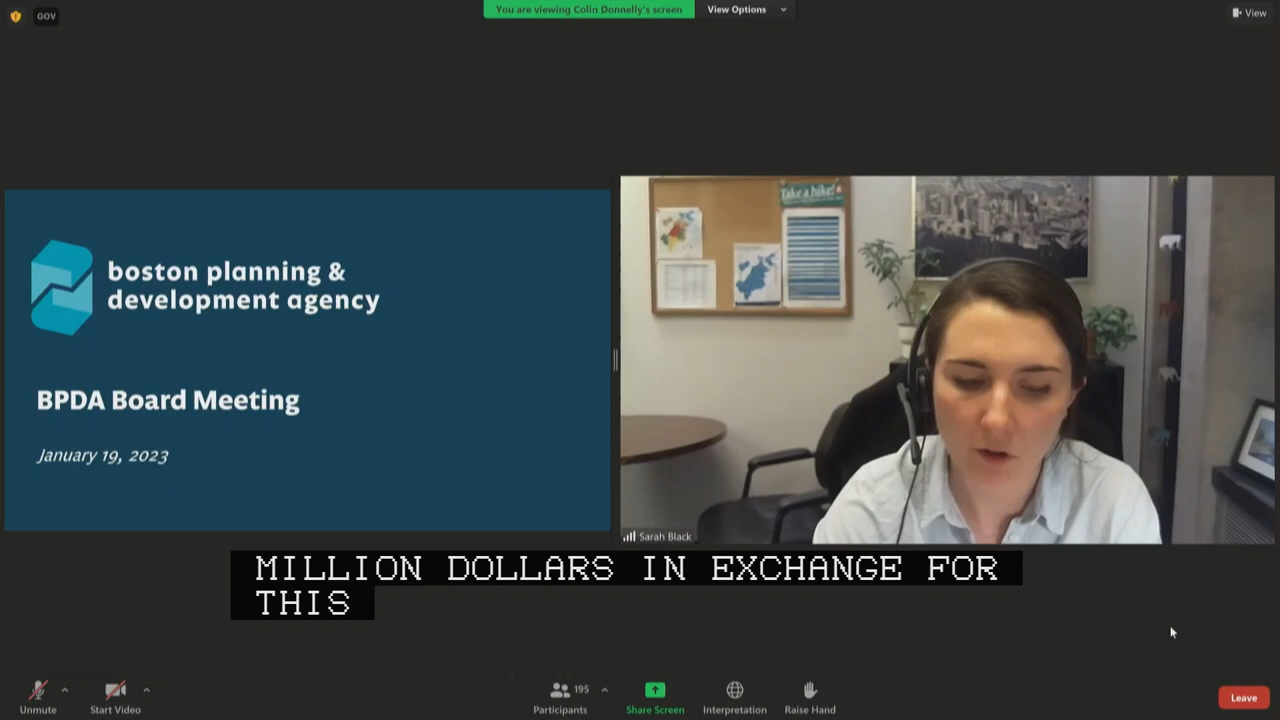 GOV
You are viewing Colin Donnelly's screen
View Options
View
Take a hike!
boston planning &
development agency
BPDA Board Meeting
January 19, 2023
Sarah Black
MILLION DOLLARS IN EXCHANGE FOR
THIS
Unmute
Start Video
195
Participants
Share Screen
Interpretation
Raise Hand
Leave